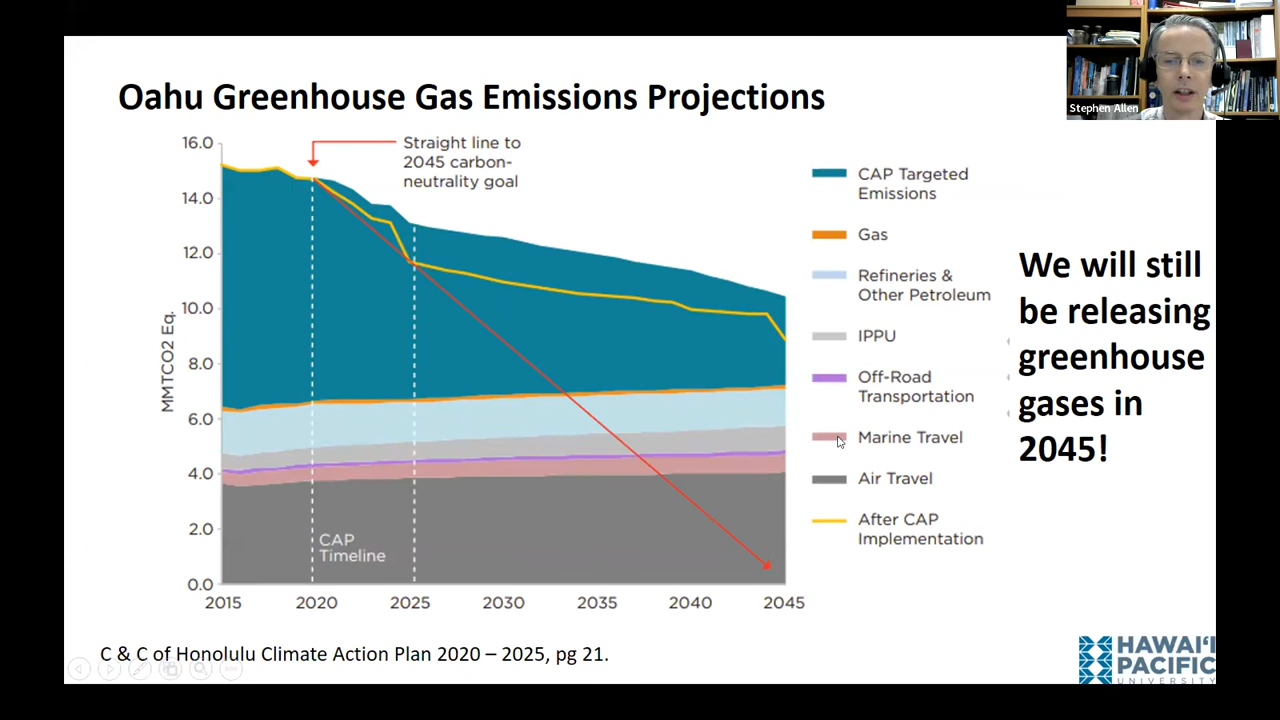 Stephen Allen
Oahu Greenhouse Gas Emissions Projections
Straight line to
2045 carbon-
neutrality goal
MMTCO2 Eq.
16.0
14.0
12.0
10.0
8.0
6.0
4.0
2.0
0.0
CAP
Timeline
2015
2020
2025
2030
2035
2040
2045
CAP Targeted
Emissions
Gas
Refineries &
Other Petroleum
IPPU
Off-Road
Transportation
Marine Travel
Air Travel
After CAP
Implementation
We will still
be releasing
greenhouse
gases in
2045!
C & C of Honolulu Climate Action Plan 2020 – 2025, pg 21.
HAWAI‘I
PACIFIC
UNIVERSITY